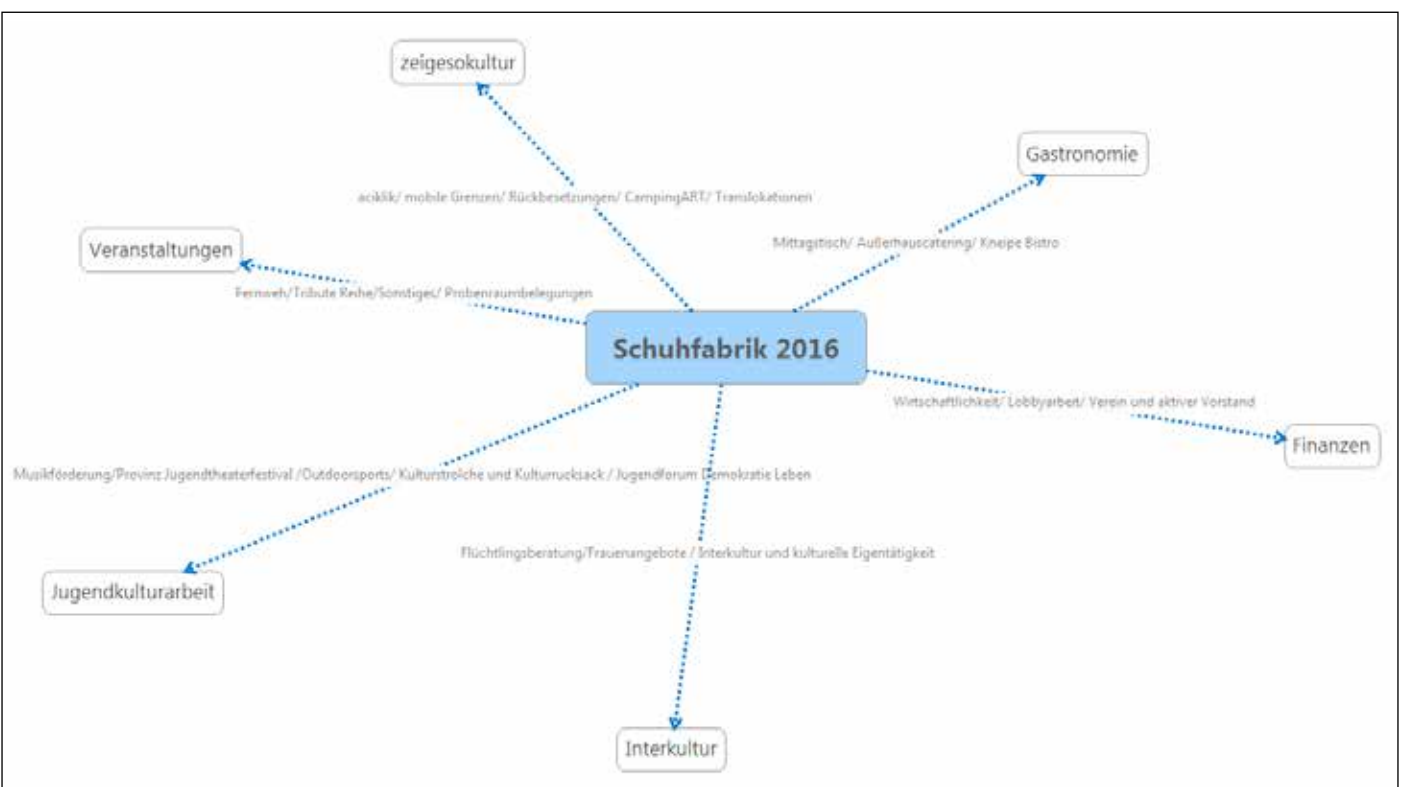 zeigesokultur
Gastronomie
aciklik/ mobile Grenzen/ Rückbesetzungen/ CampingART/ Translokationen
Mittagstisch/ Außerhauscatering/ Kneipe Bistro
Veranstaltungen
Fernweh/Tribute Reihe/Sonstiges/ Probenraumbelegungen
Schuhfabrik 2016
Wirtschaftlichkeit/ Lobbyarbeit/ Verein und aktiver Vorstand
Finanzen
Musikförderung/Provinz Jugendtheaterfestival /Outdoorsports/ Kulturstrolche und Kulturrucksack / Jugendforum Demokratie Leben
Flüchtlingsberatung/Frauenangebote / Interkultur und kulturelle Eigentätigkeit
Jugendkulturarbeit
Interkultur